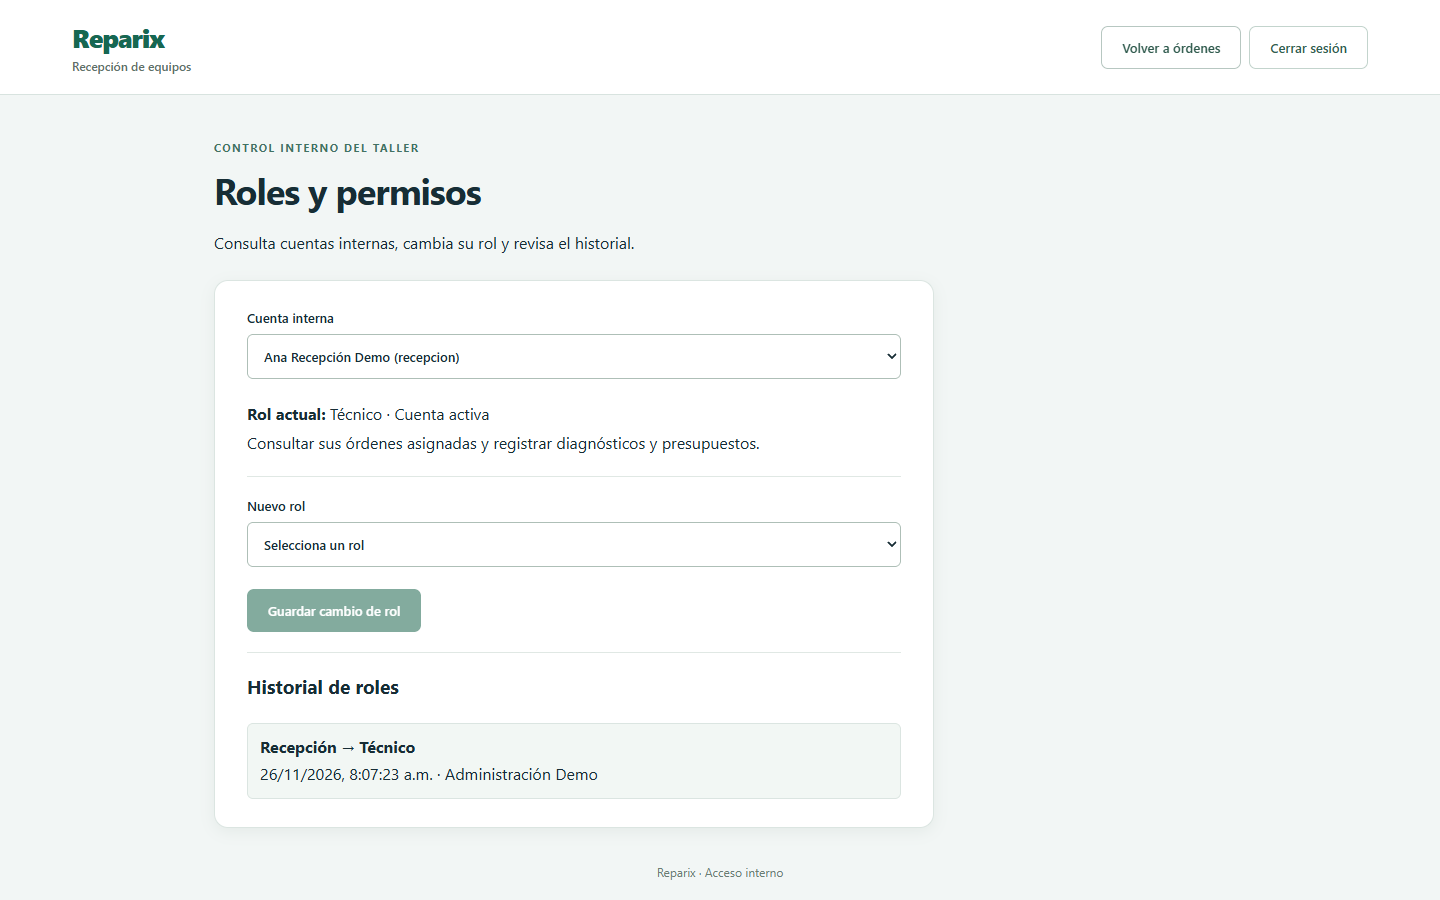 Reparix
Recepción de equipos
Volver a órdenes
Cerrar sesión
CONTROL INTERNO DEL TALLER
Roles y permisos
Consulta cuentas internas, cambia su rol y revisa el historial.
Cuenta interna
Ana Recepción Demo (recepcion)
Rol actual: Técnico · Cuenta activa
Consultar sus órdenes asignadas y registrar diagnósticos y presupuestos.
Nuevo rol
Selecciona un rol
Guardar cambio de rol
Historial de roles
Recepción → Técnico
26/11/2026, 8:07:23 a.m. · Administración Demo
Reparix · Acceso interno